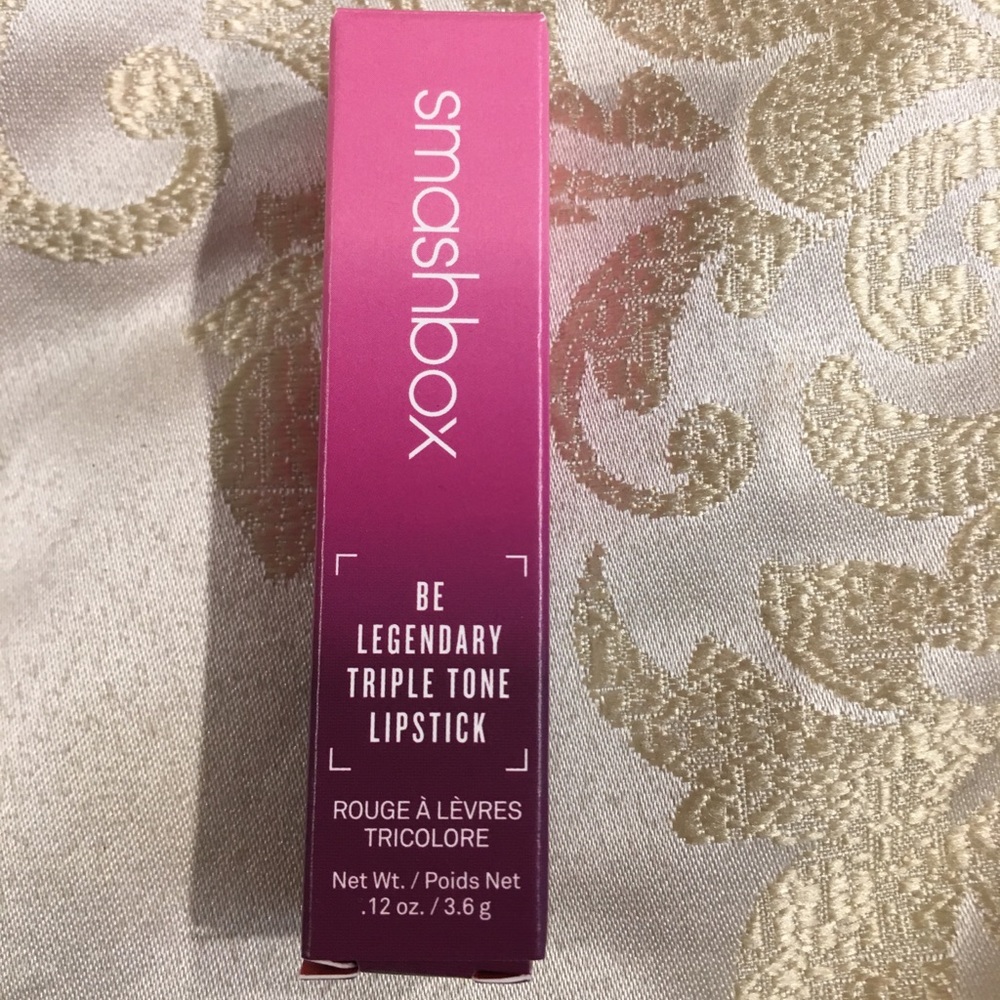 smashbox
BE
LEGENDARY
TRIPLE TONE
LIPSTICK
ROUGE À LÈVRES
TRICOLORE
Net Wt. / Poids Net
.12 oz. / 3.6 g